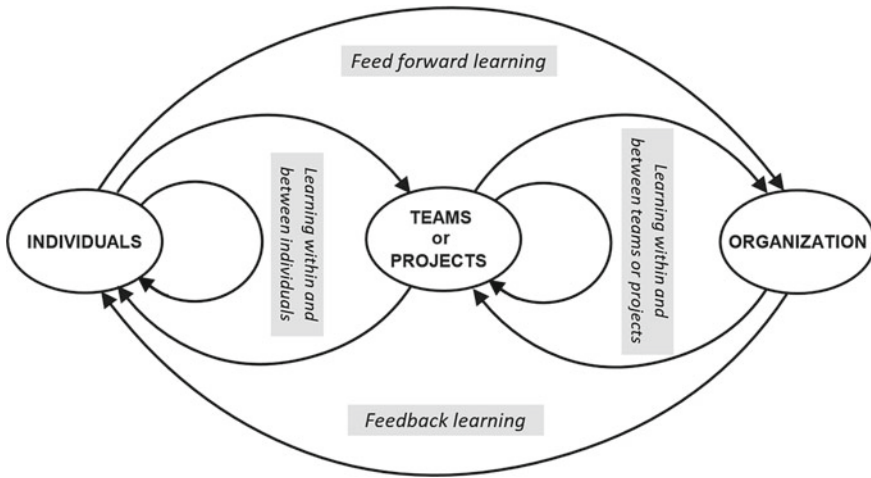 Feed forward learning
Learning within and
between individuals
Learning within and
between teams or projects
INDIVIDUALS
TEAMS
or
PROJECTS
ORGANIZATION
Feedback learning